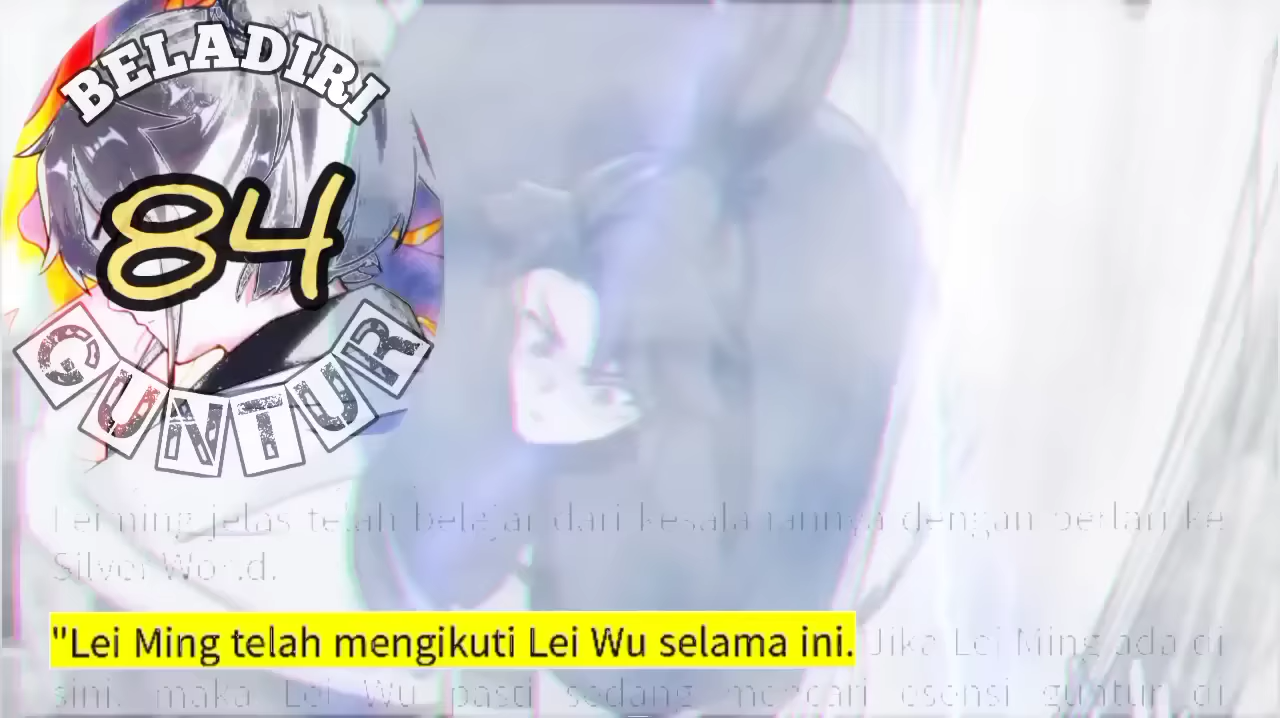 BELADIRI
84
GUNTUR
Lei ming jelas telah belajar dari kesalahannya dengan berlari ke
Silver World.
"Lei Ming telah mengikuti Lei Wu selama ini. Jika Lei Ming ada di
sini, maka Lei Wu pasti sedang mencari esensi guntur di